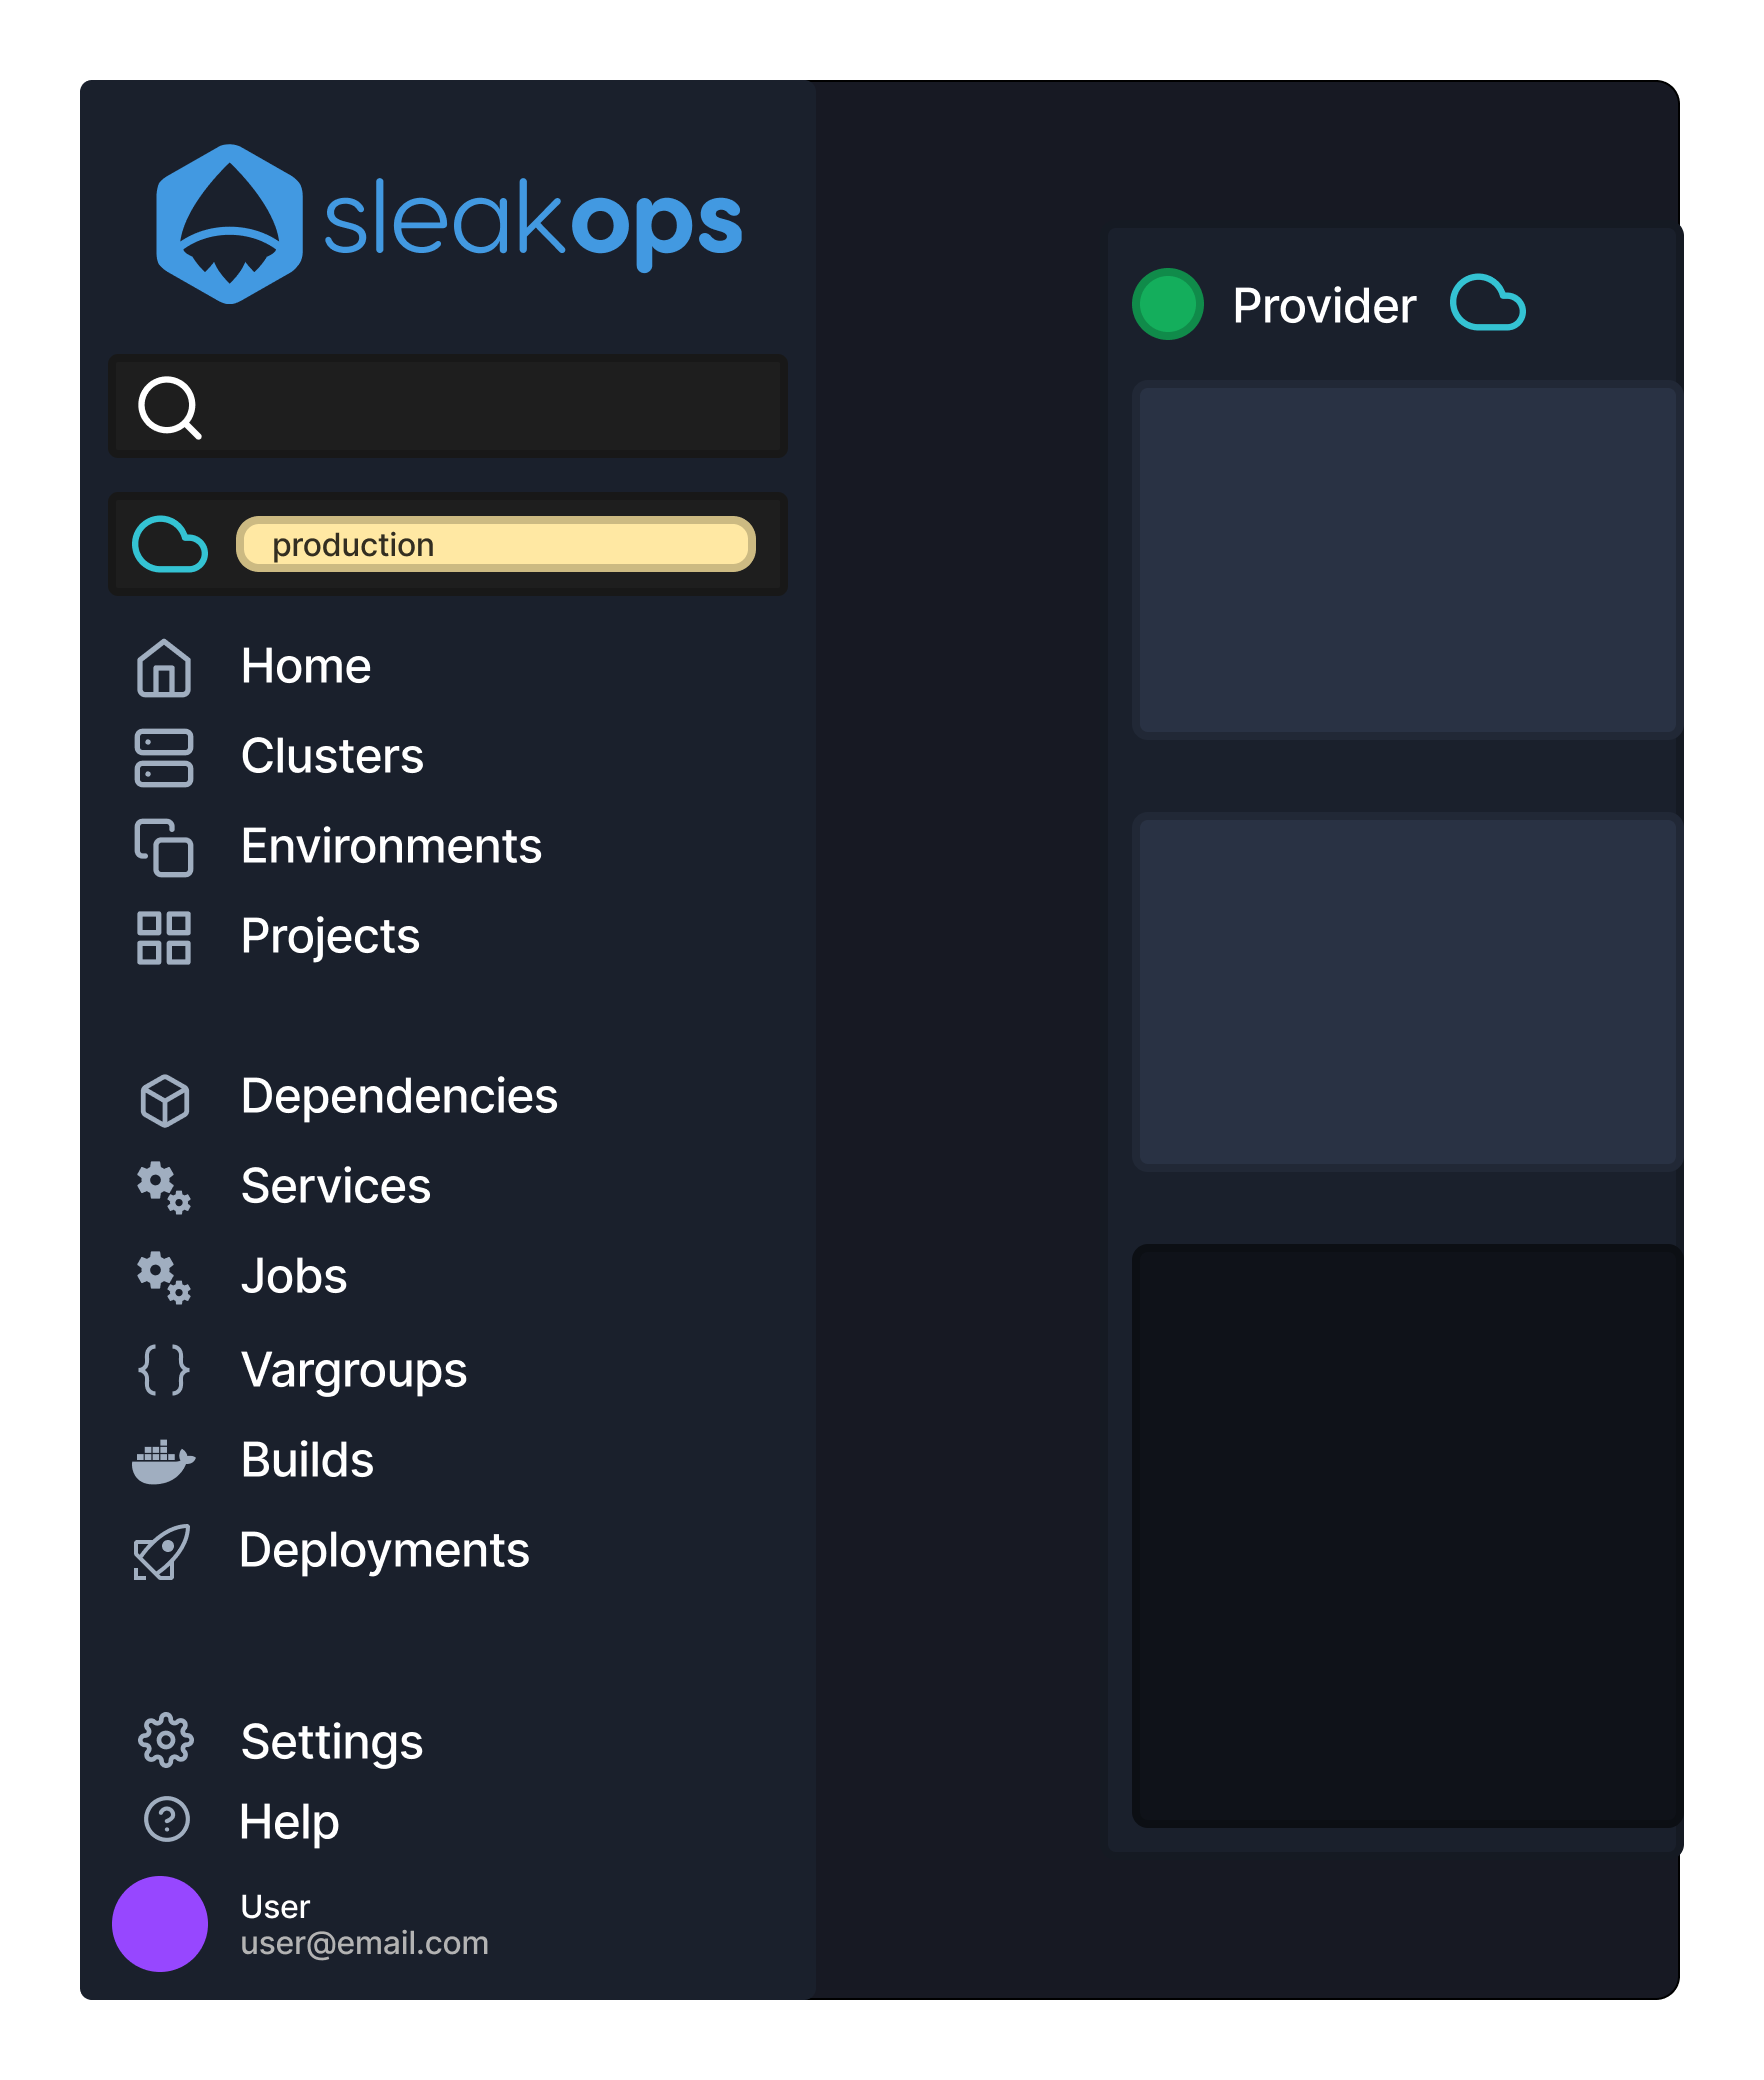 sleakops
production
Home
Clusters
Environments
Projects
Dependencies
Services
Jobs
Vargroups
Builds
Deployments
Settings
Help
User
user@email.com
Provider